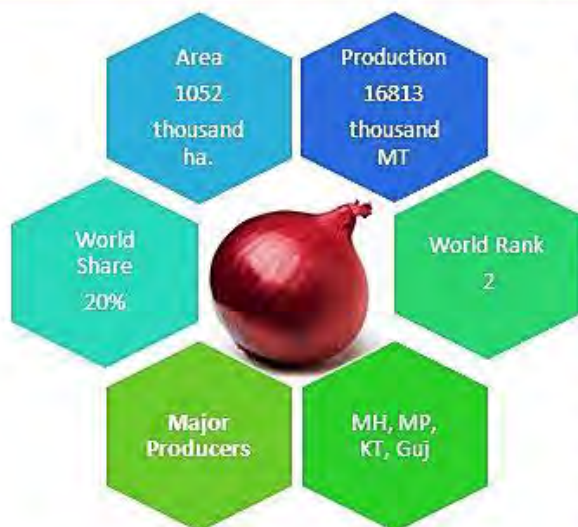 Area
1052
thousand
ha.
Production
16813
thousand
MT
World
Share
20%
World Rank
2
Major
Producers
MH, MP,
KT, Guj